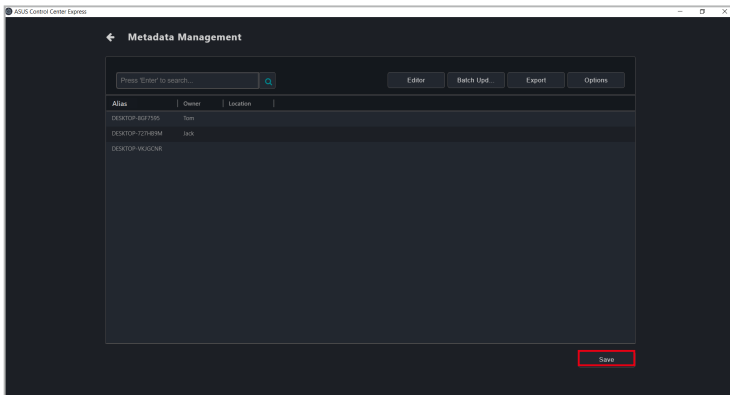 ASUS Control Center Express
Metadata Management
Press 'Enter' to search...
Editor Batch Upd... Export Options
Alias Owner Location
DESKTOP-8GF7595 Tom
DESKTOP-727HB9M Jack
DESKTOP-VKJGCNR
Save